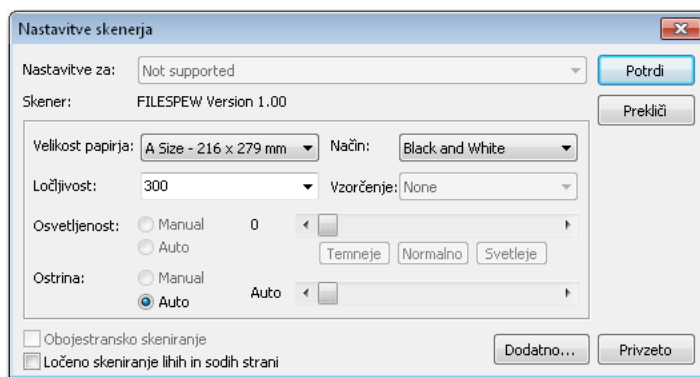 Nastavitve skenerja
Nastavitve za: Not supported Potrdi
Skener: FILESPEW Version 1.00 Prekliči
Velikost papirja: A Size - 216 x 279 mm Način: Black and White
Ločljivost: 300 Vzorčenje: None
Osvetljenost: Manual 0
Auto Temneje Normalno Svetleje
Ostrina: Manual
Auto Auto
Obojestransko skeniranje
Ločeno skeniranje lihih in sodih strani Dodatno... Privzeto